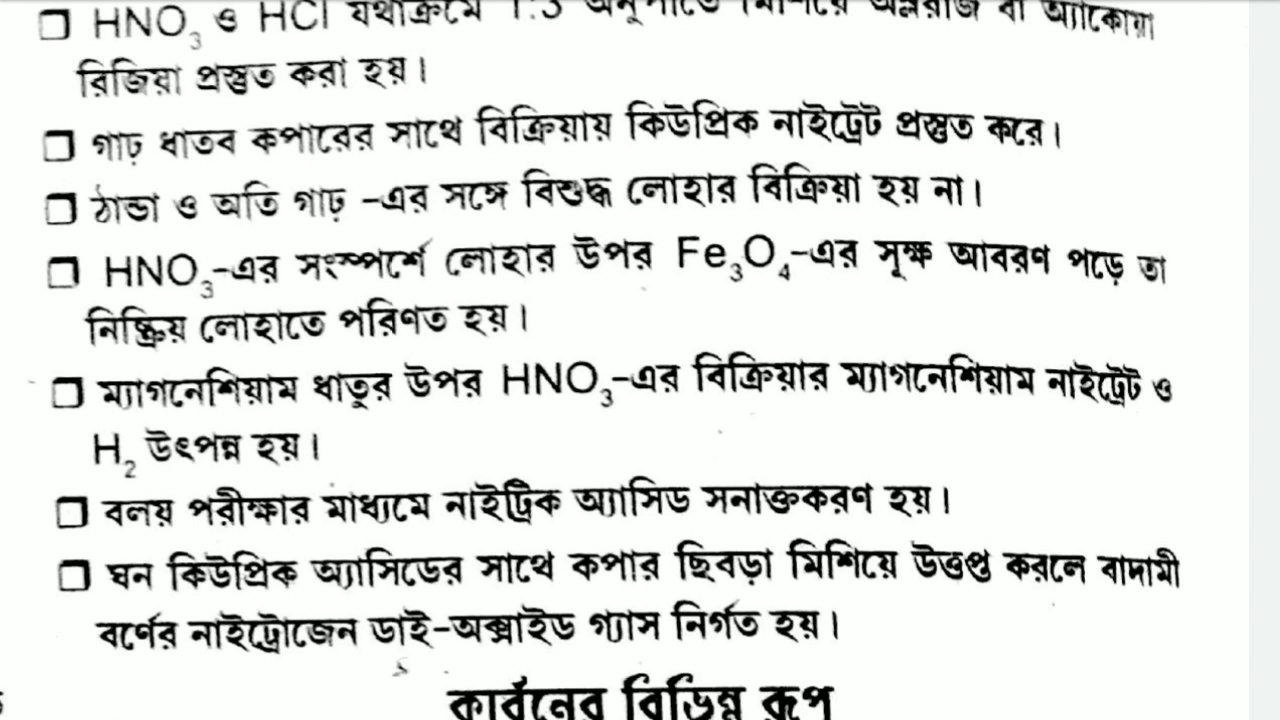 ❒ HNO₃ ও HCl যথাক্রমে 1:3 অনুপাতে মিশিয়ে অম্লরাজ বা অ্যাকোয়া
রিজিয়া প্রস্তুত করা হয়।
❒ গাঢ় ধাতব কপারের সাথে বিক্রিয়ায় কিউপ্রিক নাইট্রেট প্রস্তুত করে।
❒ ঠান্ডা ও অতি গাঢ় –এর সঙ্গে বিশুদ্ধ লোহার বিক্রিয়া হয় না।
❒ HNO₃-এর সংস্পর্শে লোহার উপর Fe₃O₄-এর সূক্ষ আবরণ পড়ে তা
নিষ্ক্রিয় লোহাতে পরিণত হয়।
❒ ম্যাগনেশিয়াম ধাতুর উপর HNO₃-এর বিক্রিয়ার ম্যাগনেশিয়াম নাইট্রেট ও
H₂ উৎপন্ন হয়।
❒ বলয় পরীক্ষার মাধ্যমে নাইট্রিক অ্যাসিড সনাক্তকরণ হয়।
❒ ঘন কিউপ্রিক অ্যাসিডের সাথে কপার ছিবড়া মিশিয়ে উত্তপ্ত করলে বাদামী
বর্ণের নাইট্রোজেন ডাই-অক্সাইড গ্যাস নির্গত হয়।
কার্বনের বিভিন্ন রূপ